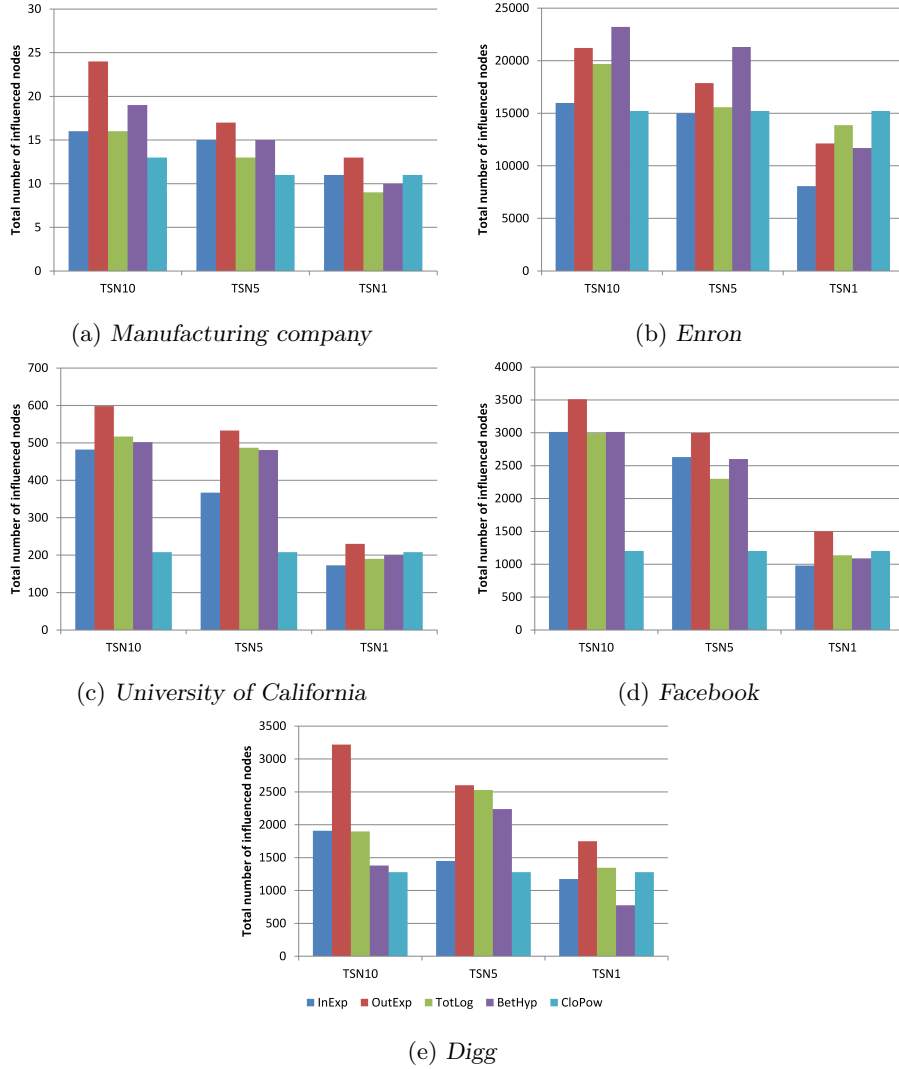 Total number of influenced nodes
30
25
20
15
10
5
0
TSN10 TSN5 TSN1
(a) Manufacturing company
Total number of influenced nodes
25000
20000
15000
10000
5000
0
TSN10 TSN5 TSN1
(b) Enron
Total number of influenced nodes
700
600
500
400
300
200
100
0
TSN10 TSN5 TSN1
(c) University of California
Total number of influenced nodes
4000
3500
3000
2500
2000
1500
1000
500
0
TSN10 TSN5 TSN1
(d) Facebook
Total number of influenced nodes
3500
3000
2500
2000
1500
1000
500
0
TSN10 TSN5 TSN1
InExp OutExp TotLog BetHyp CloPow
(e) Digg